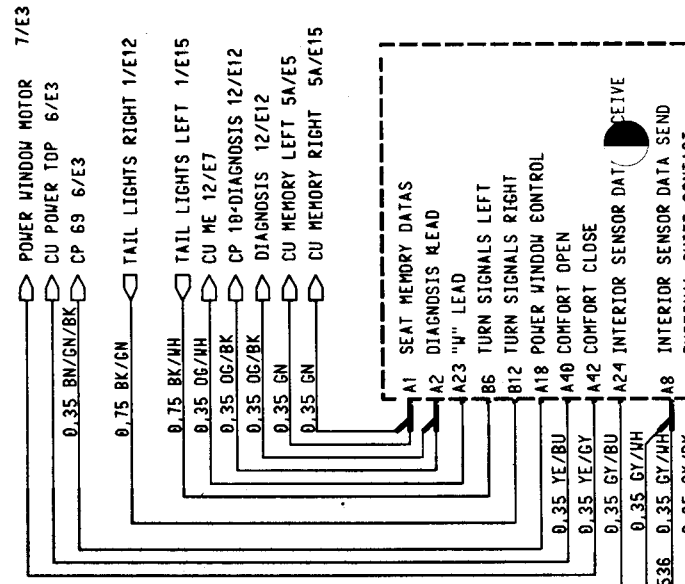 POWER WINDOW MOTOR 7/E3
CU POWER TOP 6/E3
CP 69 6/E3
TAIL LIGHTS RIGHT 1/E12
TAIL LIGHTS LEFT 1/E15
CU ME 12/E7
CP 10 DIAGNOSIS 12/E12
DIAGNOSIS 12/E12
CU MEMORY LEFT 5A/E5
CU MEMORY RIGHT 5A/E15
0,35 BN/GN/BK
0,75 BK/GN
0,75 BK/WH
0,35 OG/WH
0,35 OG/BK
0,35 OG/BK
0,35 GN
0,35 GN
A1 SEAT MEMORY DATAS
A2 DIAGNOSIS LEAD
A23 "W" LEAD
B6 TURN SIGNALS LEFT
B12 TURN SIGNALS RIGHT
A18 POWER WINDOW CONTROL
A40 COMFORT OPEN
A42 COMFORT CLOSE
A24 INTERIOR SENSOR DAT CEIVE
A8 INTERIOR SENSOR DATA SEND
0,35 YE/BU
0,35 YE/GY
0,35 GY/BU
0,35 GY/WH
536 0,35 GY/WH